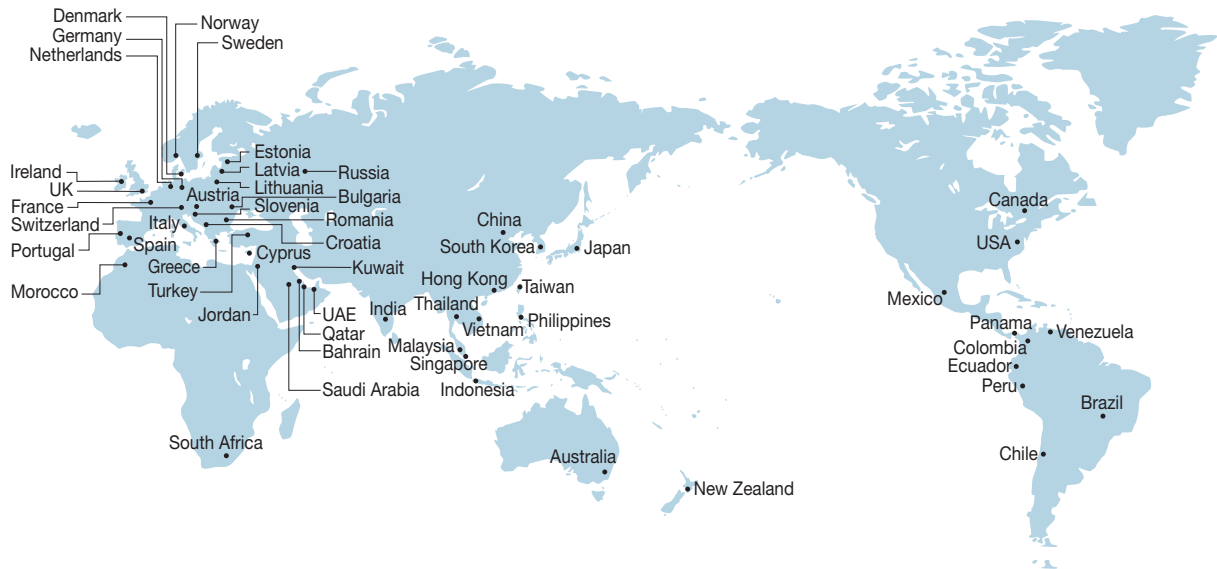 Denmark
Norway
Germany
Sweden
Netherlands
Estonia
Ireland
Latvia
Russia
UK
Lithuania
Austria
Bulgaria
France
Slovenia
Switzerland
Italy
Romania
Portugal
Spain
Croatia
Greece
Cyprus
Kuwait
Morocco
Turkey
Jordan
UAE
Qatar
Bahrain
Saudi Arabia
South Africa
China
South Korea
Japan
Hong Kong
Taiwan
India
Thailand
Vietnam
Philippines
Malaysia
Singapore
Indonesia
Australia
New Zealand
Canada
USA
Mexico
Panama
Venezuela
Colombia
Ecuador
Peru
Brazil
Chile